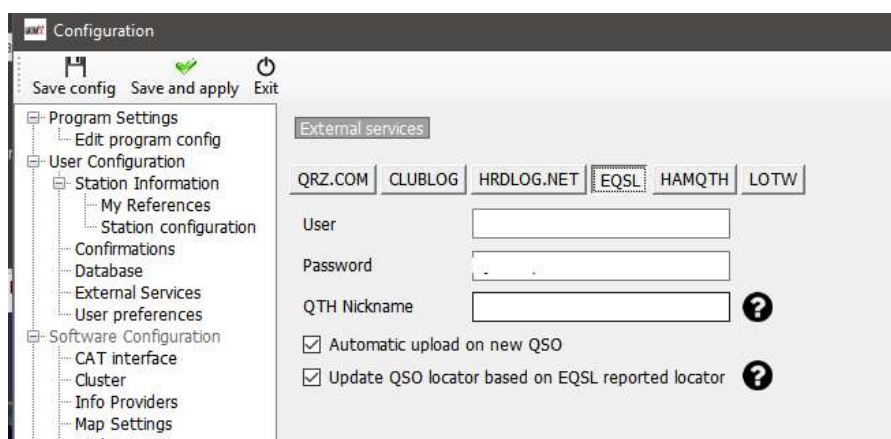 Configuration
Save config Save and apply Exit
Program Settings
Edit program config
User Configuration
Station Information
My References
Station configuration
Confirmations
Database
External Services
User preferences
Software Configuration
CAT interface
Cluster
Info Providers
Map Settings
External services
QRZ.COM CLUBLOG HRDLOG.NET EQSL HAMQTH LOTW
User
Password
QTH Nickname ?
Automatic upload on new QSO
Update QSO locator based on EQSL reported locator ?